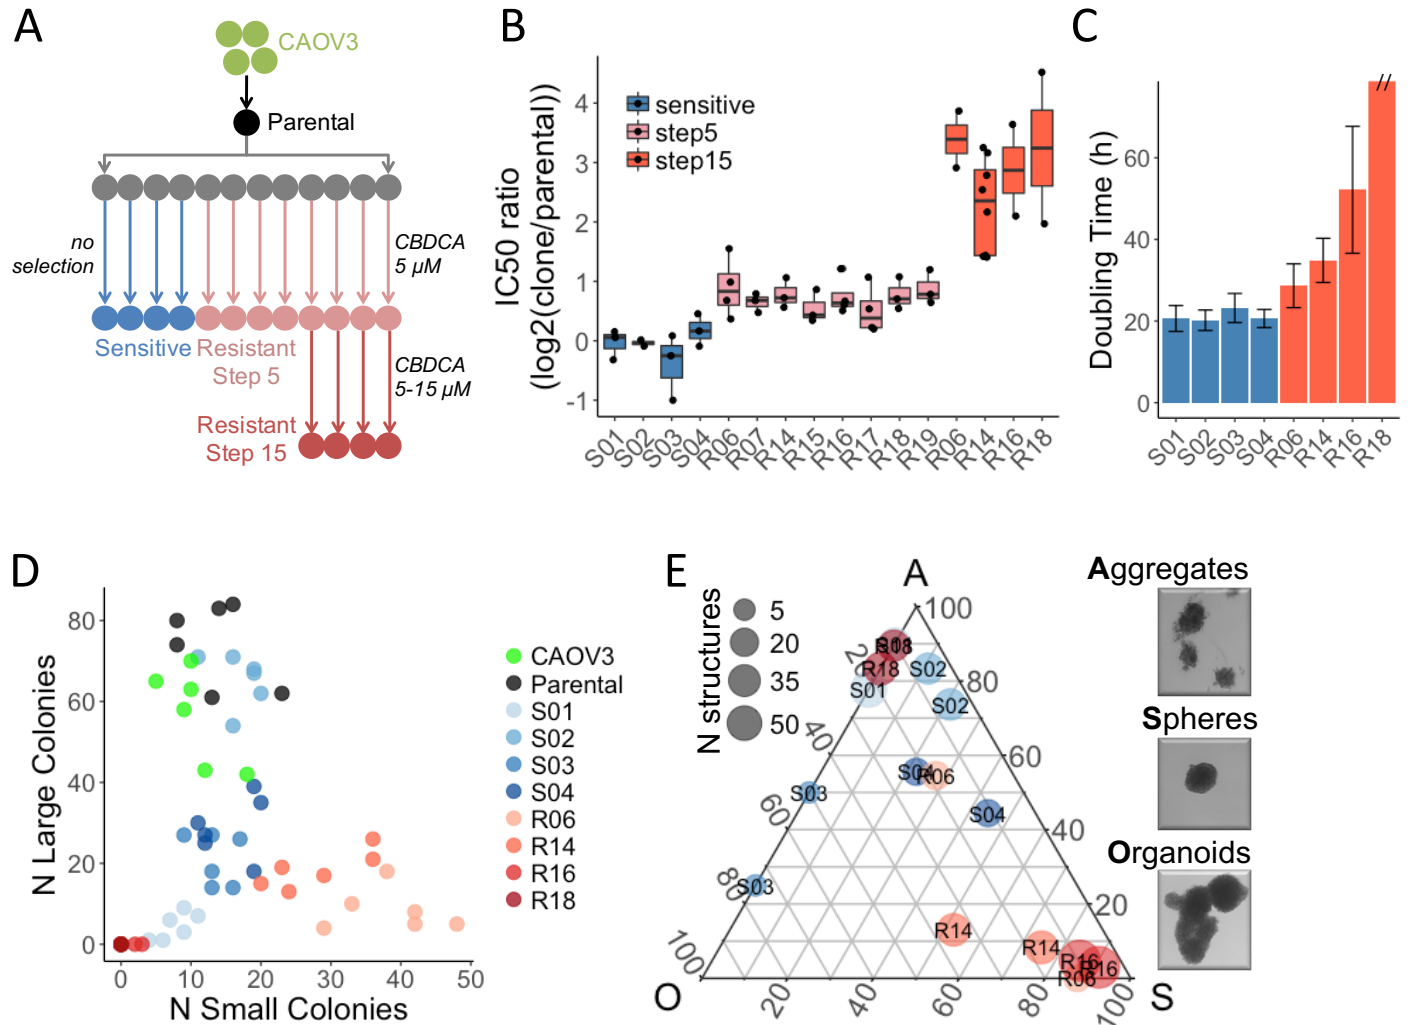 A
CAOV3
Parental
no
selection
CBDCA
5 µM
Sensitive
Resistant
Step 5
CBDCA
5-15 µM
Resistant
Step 15
B
IC50 ratio
(log2(clone/parental))
sensitive
step5
step15
4
3
2
1
0
-1
S01
S02
S03
S04
R06
R07
R14
R15
R16
R17
R18
R19
R06
R14
R16
R18
C
Doubling Time (h)
60
40
20
0
//
S01
S02
S03
S04
R06
R14
R16
R18
D
N Large Colonies
80
60
40
20
0
0
10
20
30
40
50
N Small Colonies
CAOV3
Parental
S01
S02
S03
S04
R06
R14
R16
R18
E
N structures
5
20
35
50
A
100
80
60
40
20
20
40
60
80
100
O
20
40
60
80
100
S
R18
S02
R18
S01
S02
S04
R06
S03
S04
S03
R14
R14
R16
R16
R06
Aggregates
Spheres
Organoids